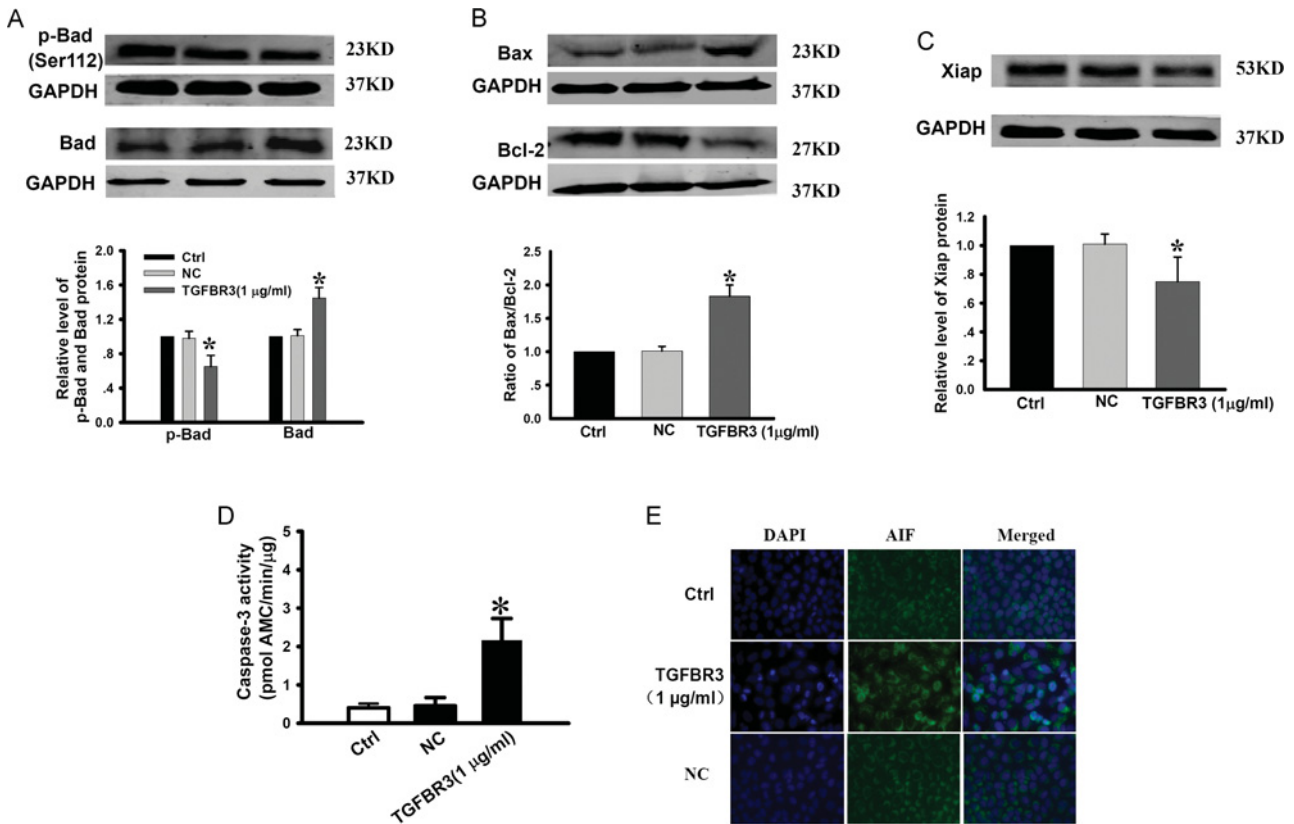 A
p-Bad
(Ser112)
23KD
GAPDH
37KD
Bad
23KD
GAPDH
37KD
Relative level of
p-Bad and Bad protein
2.0
1.6
1.2
.8
.4
0.0
Ctrl
NC
TGFBR3(1 μg/ml)
*
*
p-Bad
Bad
B
Bax
23KD
GAPDH
37KD
Bcl-2
27KD
GAPDH
37KD
Ratio of Bax/Bcl-2
2.5
2.0
1.5
1.0
.5
0.0
*
Ctrl
NC
TGFBR3 (1μg/ml)
C
Xiap
53KD
GAPDH
37KD
Relative level of Xiap protein
1.2
1.0
.8
.6
.4
.2
0.0
*
Ctrl
NC
TGFBR3 (1μg/ml)
D
Caspase-3 activity
(pmol AMC/min/μg)
5
4
3
2
1
0
*
Ctrl
NC
TGFBR3(1 μg/ml)
E
DAPI
AIF
Merged
Ctrl
TGFBR3
(1 μg/ml)
NC